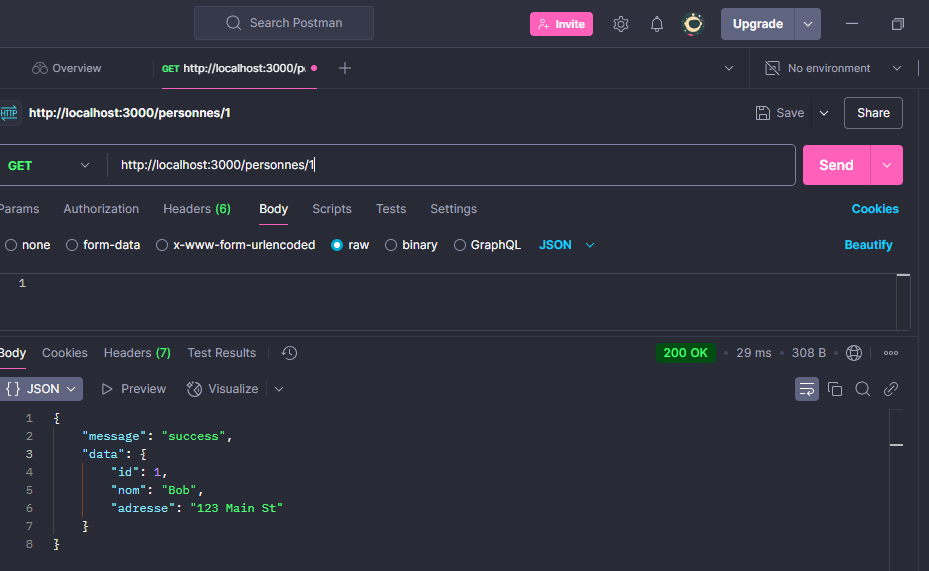 Search Postman
Invite
Upgrade
Overview
GET http://localhost:3000/p
No environment
HTTP
http://localhost:3000/personnes/1
Save
Share
GET
http://localhost:3000/personnes/1
Send
Params Authorization Headers (6) Body Scripts Tests Settings
Cookies
none form-data x-www-form-urlencoded raw binary GraphQL JSON
Beautify
1
Body Cookies Headers (7) Test Results
200 OK • 29 ms • 308 B
{} JSON Preview Visualize
1 {
2 "message": "success",
3 "data": {
4 "id": 1,
5 "nom": "Bob",
6 "adresse": "123 Main St"
7 }
8 }